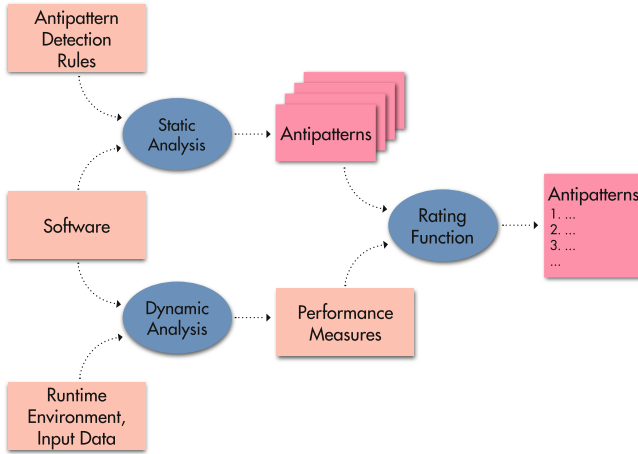 Antipattern
Detection
Rules
Static
Analysis
Antipatterns
Software
Rating
Function
Antipatterns
1. ...
2. ...
3. ...
...
Dynamic
Analysis
Performance
Measures
Runtime
Environment,
Input Data